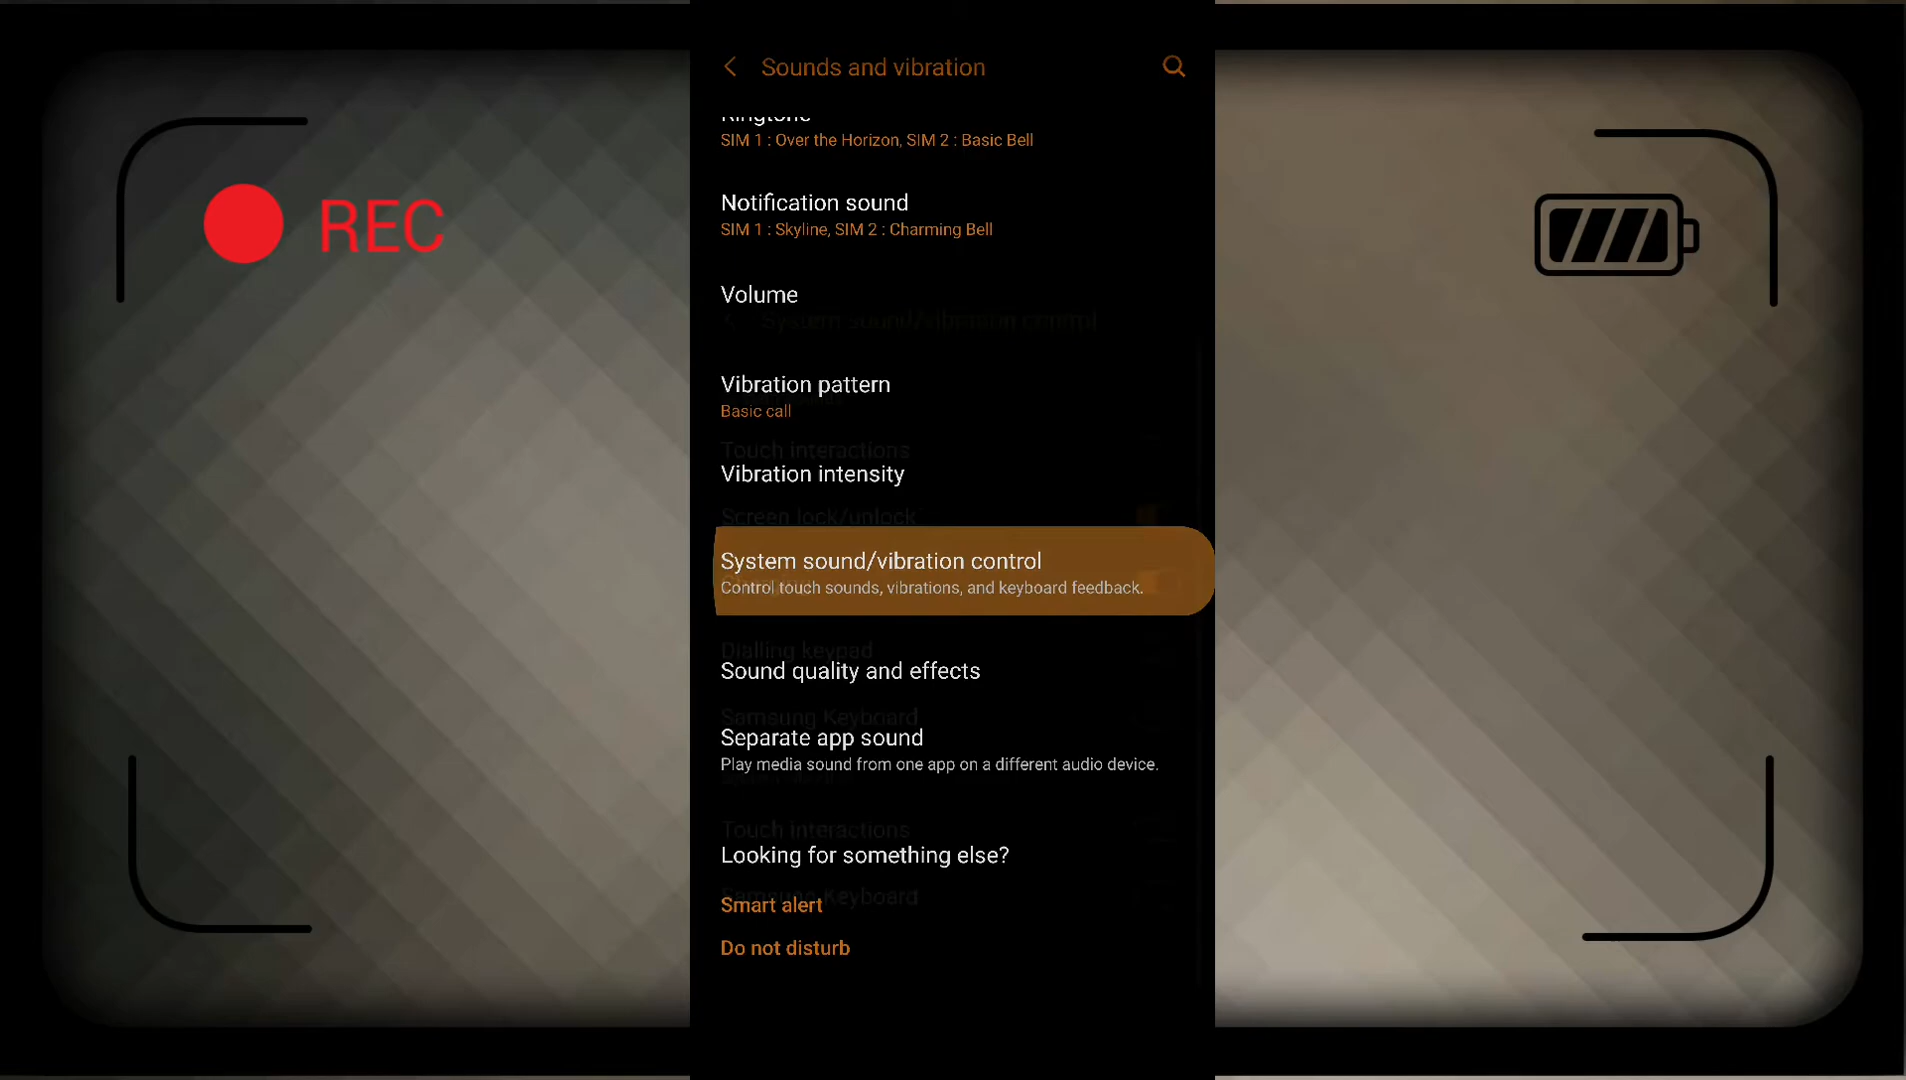 Sounds and vibration
Ringtone
SIM 1 : Over the Horizon, SIM 2 : Basic Bell
REC
Notification sound
SIM 1 : Skyline, SIM 2 : Charming Bell
Volume
System sound/vibration control
Vibration pattern
Basic call
Touch interactions
Vibration intensity
Screen lock/unlock
System sound/vibration control
Control touch sounds, vibrations, and keyboard feedback.
Dialling keypad
Sound quality and effects
Samsung Keyboard
Separate app sound
Play media sound from one app on a different audio device.
Touch interactions
Looking for something else?
Samsung Keyboard
Smart alert
Do not disturb